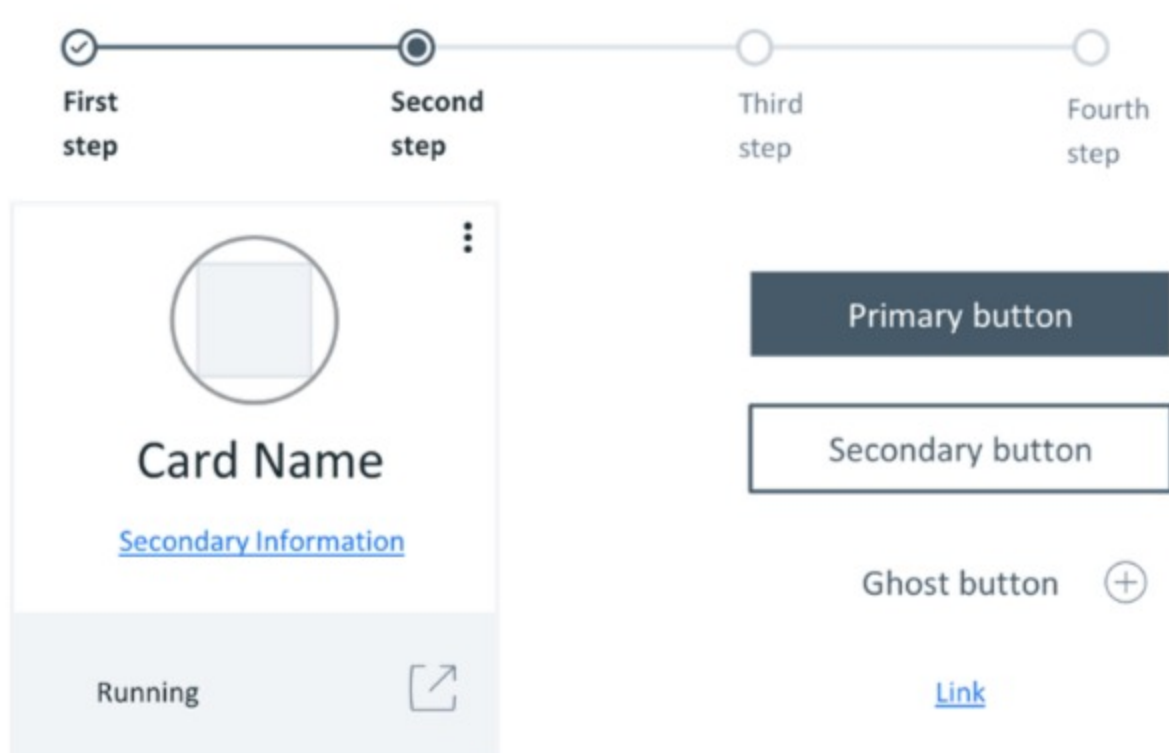 First
step
Second
step
Third
step
Fourth
step
Card Name
Secondary Information
Running
Primary button
Secondary button
Ghost button
Link